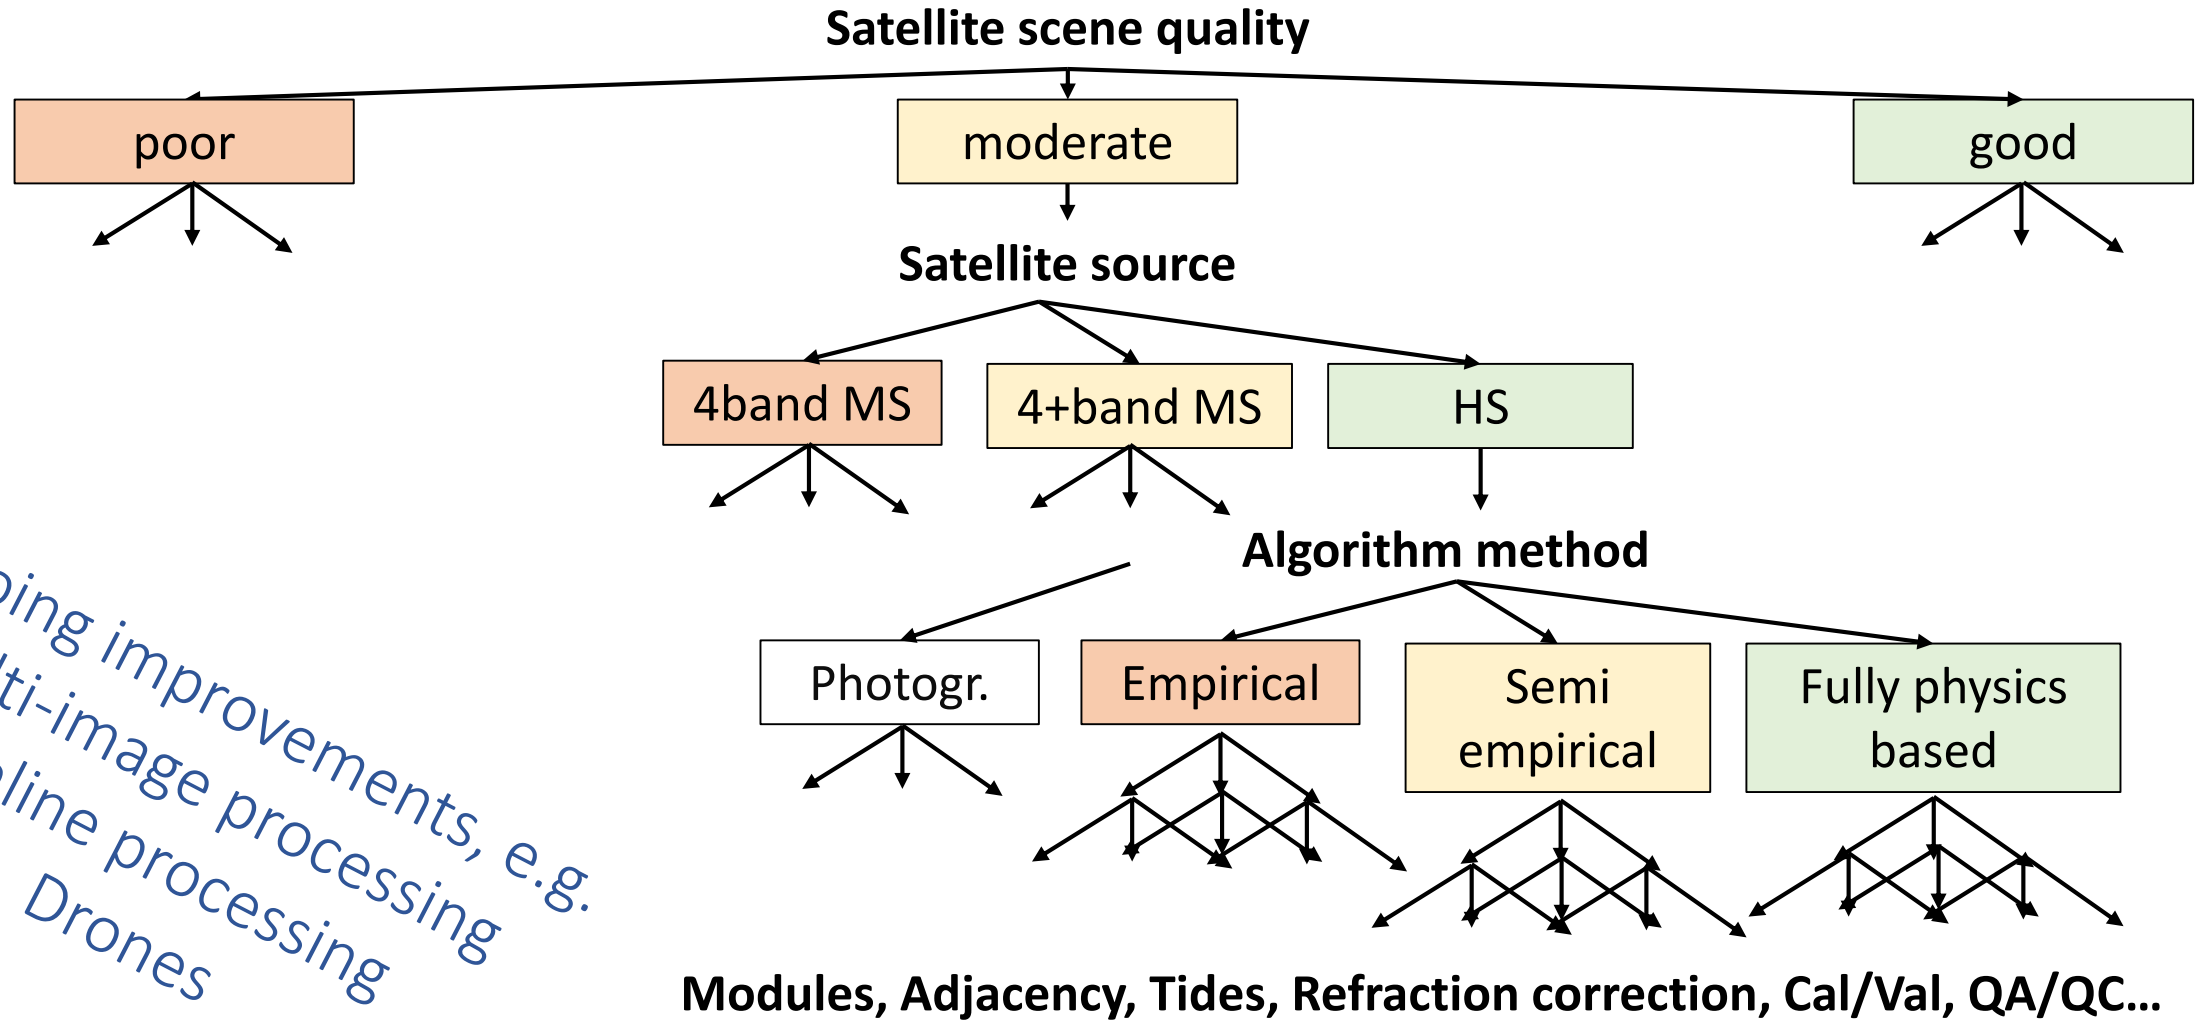 Satellite scene quality
poor
moderate
good
Satellite source
4band MS
4+band MS
HS
Algorithm method
Photogr.
Empirical
Semi
empirical
Fully physics
based
improvements, e.g.
processing
processing
Drones
Modules, Adjacency, Tides, Refraction correction, Cal/Val, QA/QC...